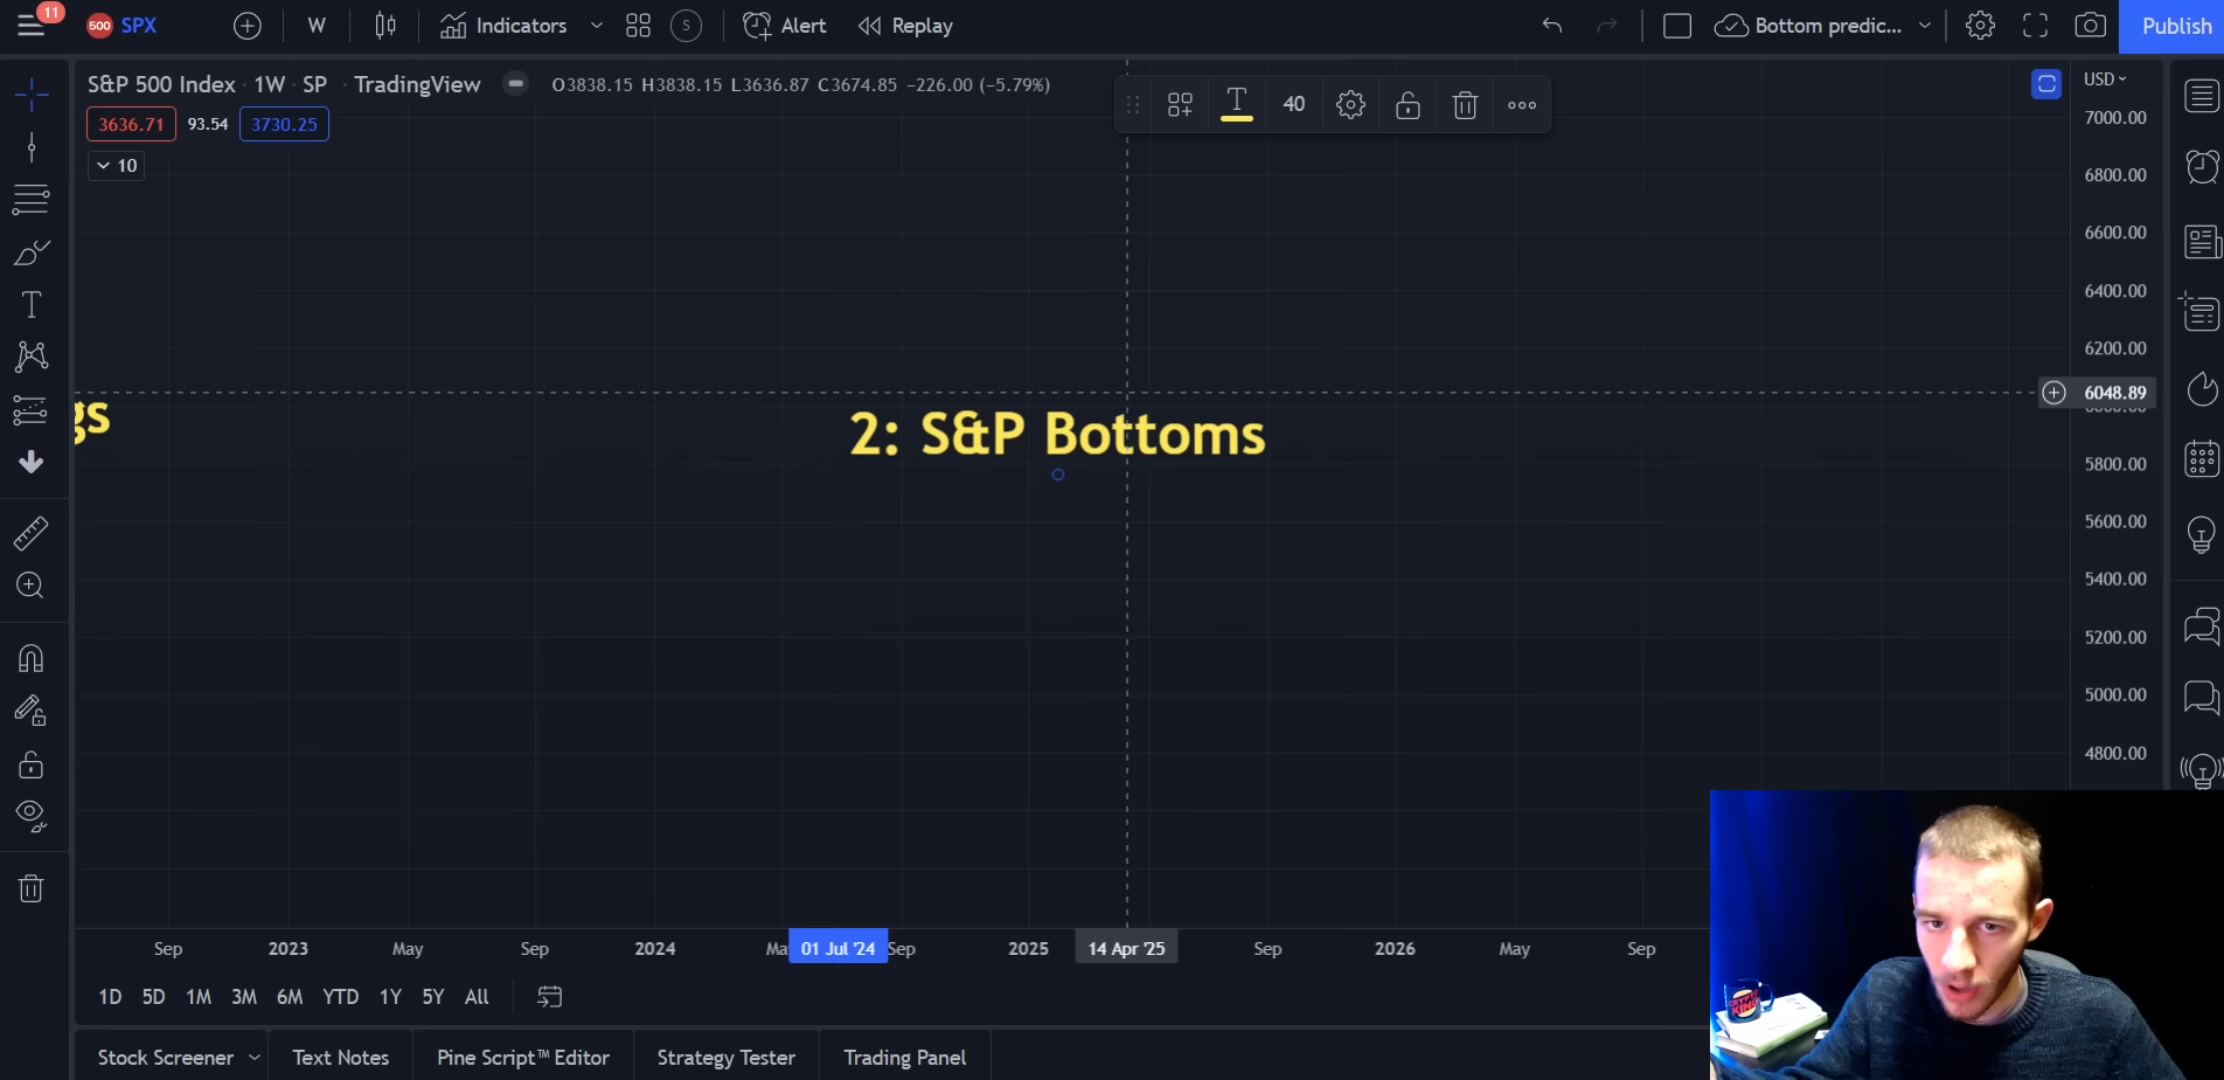 11
500 SPX
W
Indicators
S
Alert
Replay
Bottom predic...
Publish
S&P 500 Index · 1W · SP · TradingView
O3838.15 H3838.15 L3636.87 C3674.85 −226.00 (−5.79%)
3636.71 93.54 3730.25
10
T
40
USD
7000.00
6800.00
6600.00
6400.00
6200.00
6048.89
5800.00
5600.00
5400.00
5200.00
5000.00
4800.00
gs
2: S&P Bottoms
Sep 2023 May Sep 2024 Ma 01 Jul '24 Sep 2025 14 Apr '25 Sep 2026 May Sep
1D 5D 1M 3M 6M YTD 1Y 5Y All
Stock Screener Text Notes Pine Script™ Editor Strategy Tester Trading Panel